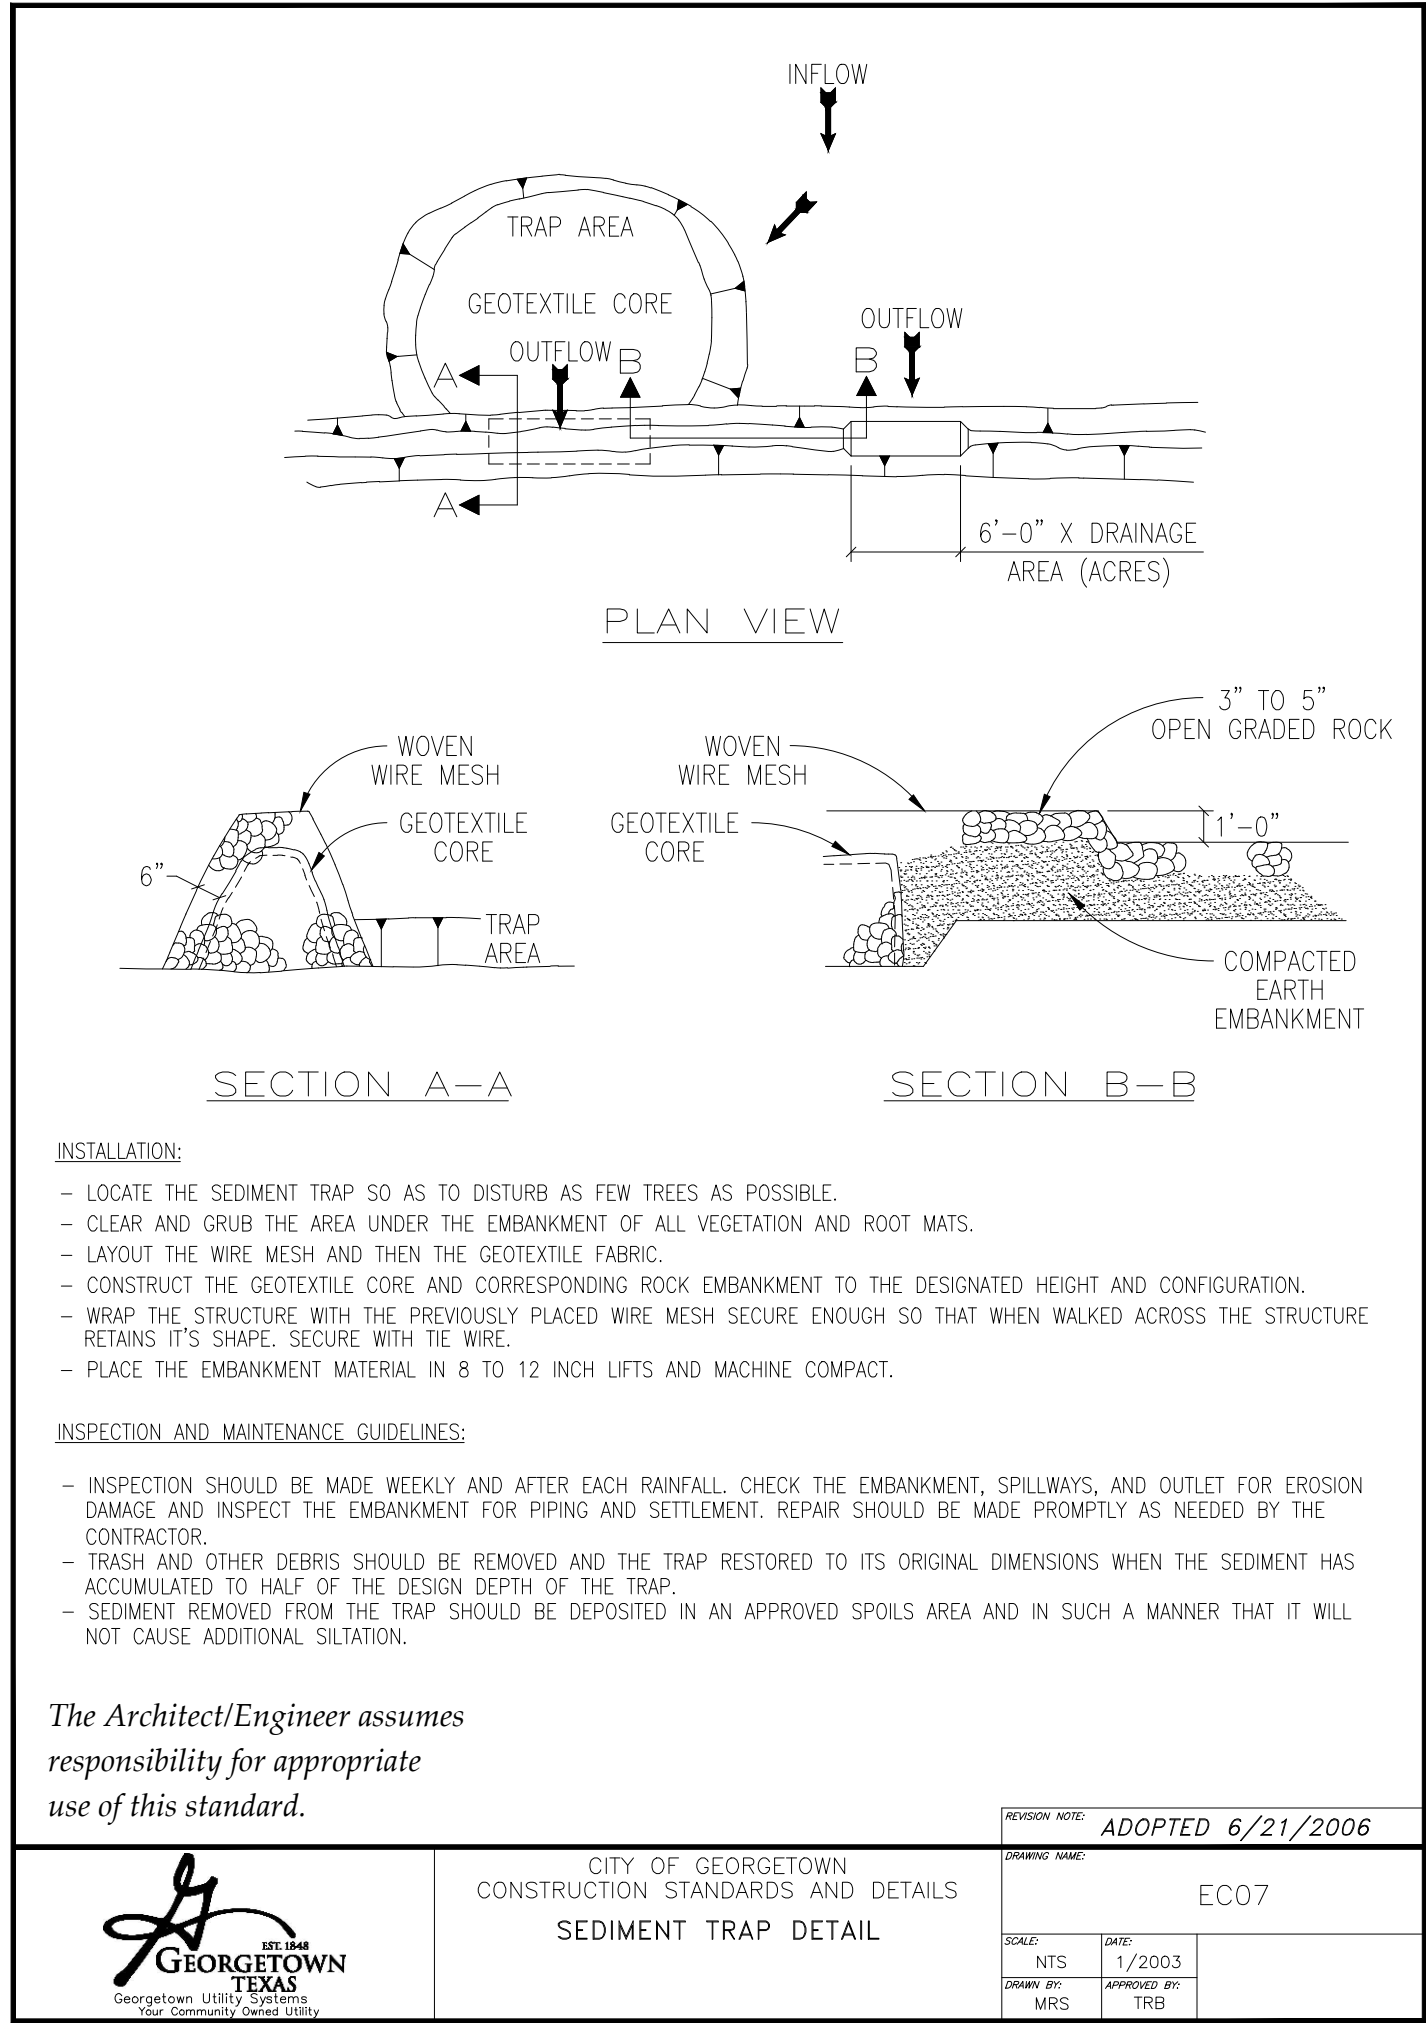 INFLOW
TRAP AREA
GEOTEXTILE CORE
OUTFLOW
OUTFLOW
B
B
A
A
6'-0" X DRAINAGE
AREA (ACRES)
PLAN VIEW
WOVEN
WIRE MESH
GEOTEXTILE
CORE
6"
TRAP
AREA
SECTION A-A
3" TO 5"
OPEN GRADED ROCK
WOVEN
WIRE MESH
GEOTEXTILE
CORE
1'-0"
COMPACTED
EARTH
EMBANKMENT
SECTION B-B
INSTALLATION:
- LOCATE THE SEDIMENT TRAP SO AS TO DISTURB AS FEW TREES AS POSSIBLE.
- CLEAR AND GRUB THE AREA UNDER THE EMBANKMENT OF ALL VEGETATION AND ROOT MATS.
- LAYOUT THE WIRE MESH AND THEN THE GEOTEXTILE FABRIC.
- CONSTRUCT THE GEOTEXTILE CORE AND CORRESPONDING ROCK EMBANKMENT TO THE DESIGNATED HEIGHT AND CONFIGURATION.
- WRAP THE STRUCTURE WITH THE PREVIOUSLY PLACED WIRE MESH SECURE ENOUGH SO THAT WHEN WALKED ACROSS THE STRUCTURE
RETAINS IT'S SHAPE. SECURE WITH TIE WIRE.
- PLACE THE EMBANKMENT MATERIAL IN 8 TO 12 INCH LIFTS AND MACHINE COMPACT.
INSPECTION AND MAINTENANCE GUIDELINES:
- INSPECTION SHOULD BE MADE WEEKLY AND AFTER EACH RAINFALL. CHECK THE EMBANKMENT, SPILLWAYS, AND OUTLET FOR EROSION
DAMAGE AND INSPECT THE EMBANKMENT FOR PIPING AND SETTLEMENT. REPAIR SHOULD BE MADE PROMPTLY AS NEEDED BY THE
CONTRACTOR.
- TRASH AND OTHER DEBRIS SHOULD BE REMOVED AND THE TRAP RESTORED TO ITS ORIGINAL DIMENSIONS WHEN THE SEDIMENT HAS
ACCUMULATED TO HALF OF THE DESIGN DEPTH OF THE TRAP.
- SEDIMENT REMOVED FROM THE TRAP SHOULD BE DEPOSITED IN AN APPROVED SPOILS AREA AND IN SUCH A MANNER THAT IT WILL
NOT CAUSE ADDITIONAL SILTATION.
The Architect/Engineer assumes
responsibility for appropriate
use of this standard.
REVISION NOTE: ADOPTED 6/21/2006
EST. 1848
GEORGETOWN
TEXAS
Georgetown Utility Systems
Your Community Owned Utility
CITY OF GEORGETOWN
CONSTRUCTION STANDARDS AND DETAILS
SEDIMENT TRAP DETAIL
DRAWING NAME:
EC07
SCALE:
NTS
DATE:
1/2003
DRAWN BY:
MRS
APPROVED BY:
TRB